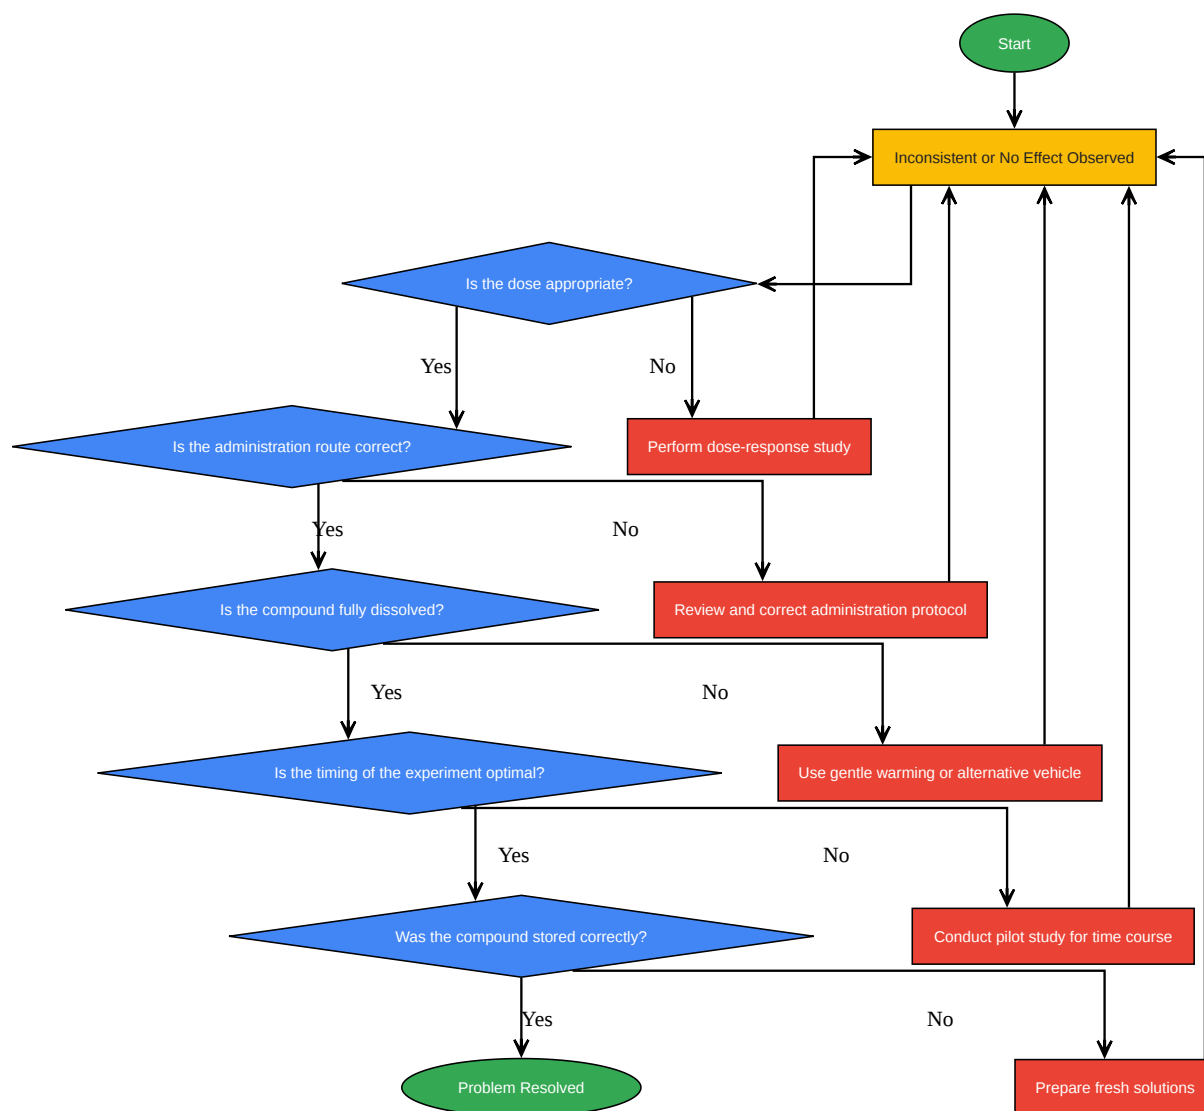 Start
Inconsistent or No Effect Observed
Is the dose appropriate?
Yes
No
Is the administration route correct?
Perform dose-response study
Yes
No
Is the compound fully dissolved?
Review and correct administration protocol
Yes
No
Is the timing of the experiment optimal?
Use gentle warming or alternative vehicle
Yes
No
Was the compound stored correctly?
Conduct pilot study for time course
Yes
No
Problem Resolved
Prepare fresh solutions